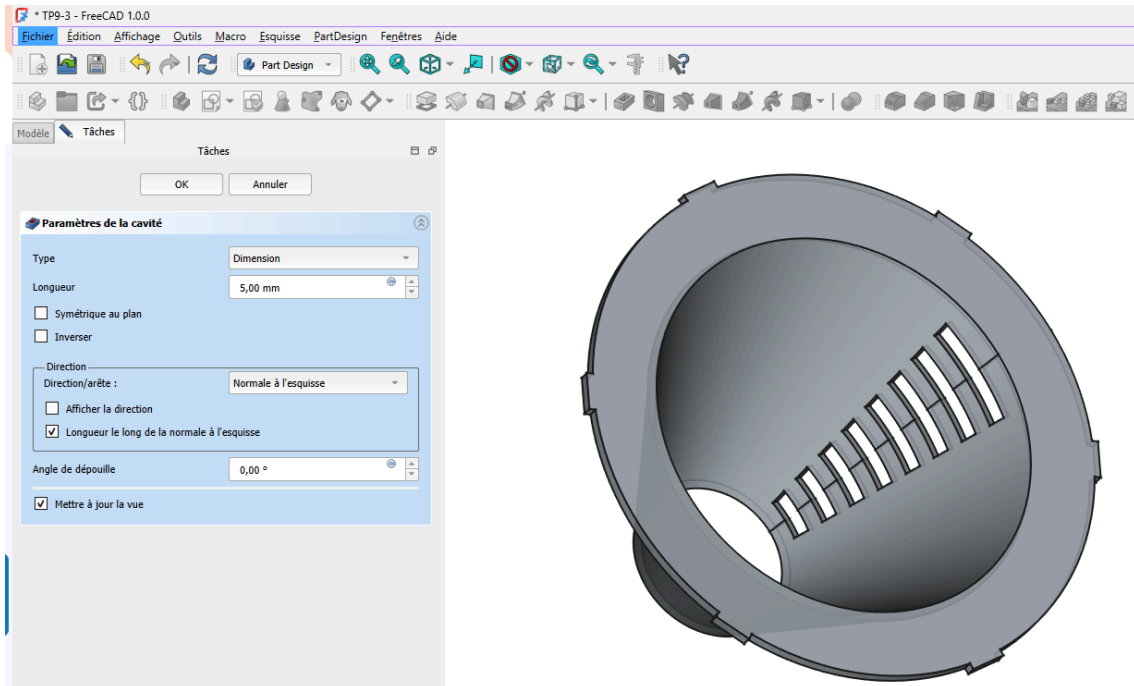 * TP9-3 - FreeCAD 1.0.0
Fichier Édition Affichage Outils Macro Esquisse PartDesign Fenêtres Aide
Part Design
Modèle Tâches
Tâches
OK Annuler
Paramètres de la cavité
Type Dimension
Longueur 5,00 mm
Symétrique au plan
Inverser
Direction
Direction/arête : Normale à l'esquisse
Afficher la direction
Longueur le long de la normale à l'esquisse
Angle de dépouille 0,00 °
Mettre à jour la vue